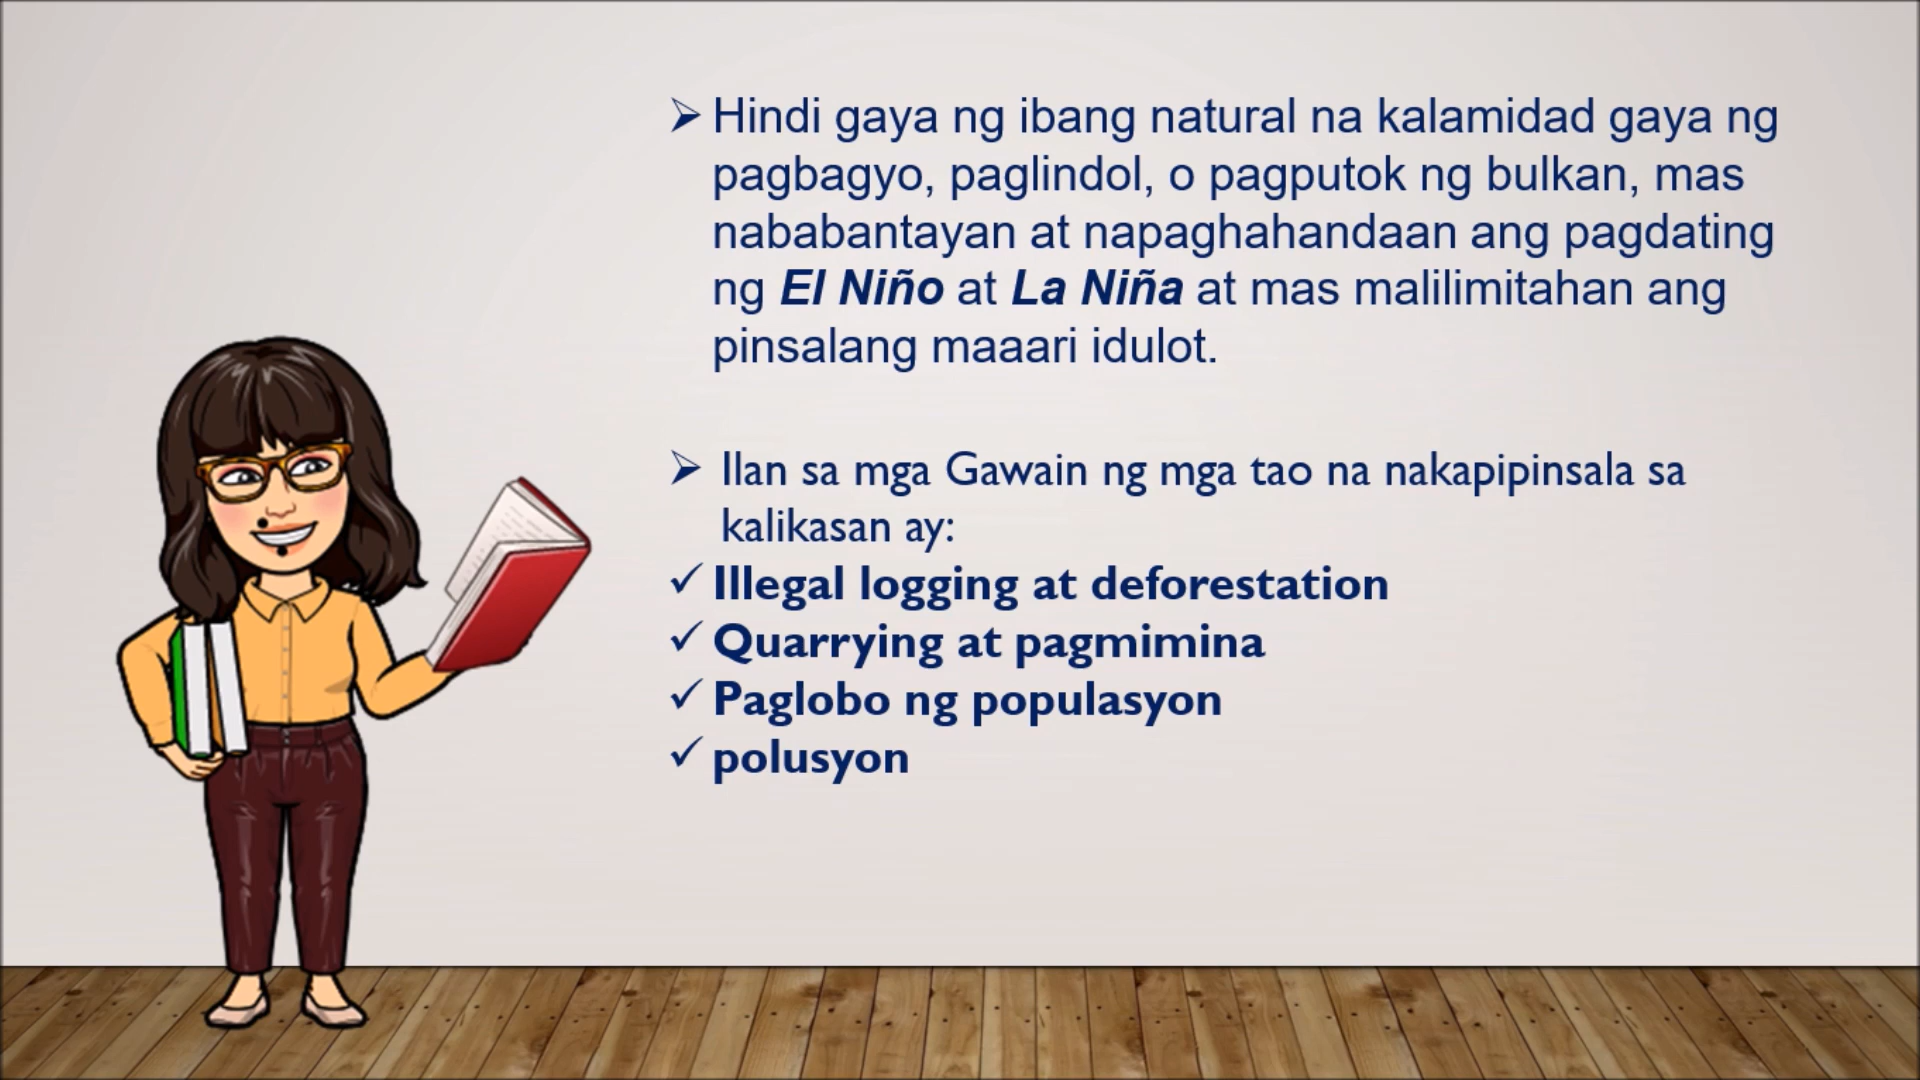 ➢ Hindi gaya ng ibang natural na kalamidad gaya ng
pagbagyo, paglindol, o pagputok ng bulkan, mas
nababantayan at napaghahandaan ang pagdating
ng El Niño at La Niña at mas malilimitahan ang
pinsalang maaari idulot.
➢ Ilan sa mga Gawain ng mga tao na nakapipinsala sa
kalikasan ay:
✓ Illegal logging at deforestation
✓ Quarrying at pagmimina
✓ Paglobo ng populasyon
✓ polusyon